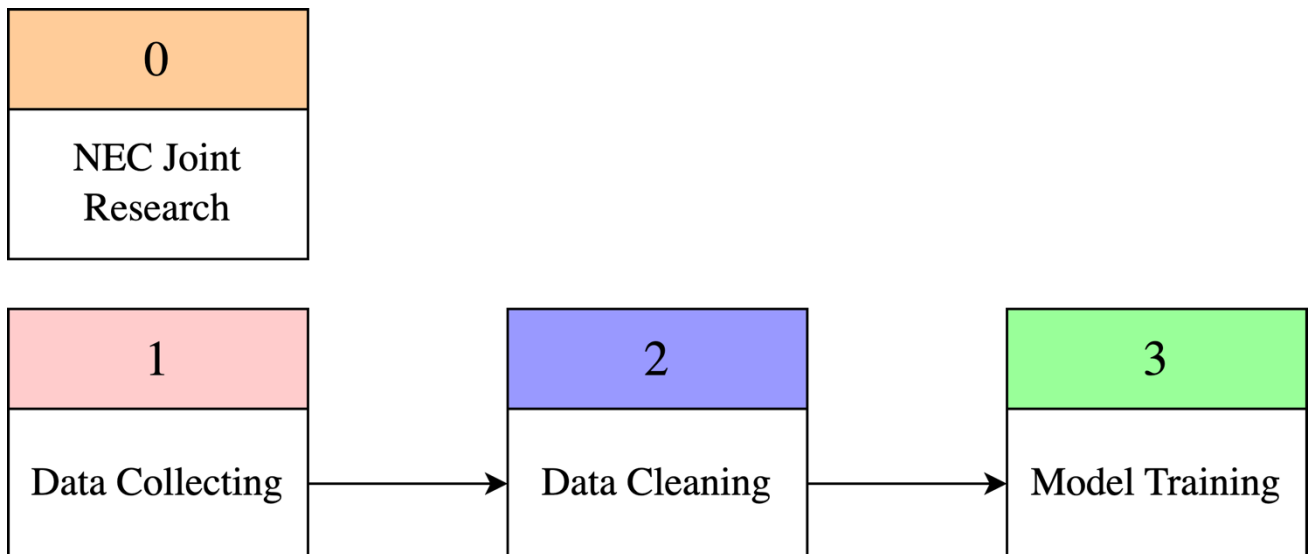 0
NEC Joint
Research
1
Data Collecting
2
Data Cleaning
3
Model Training